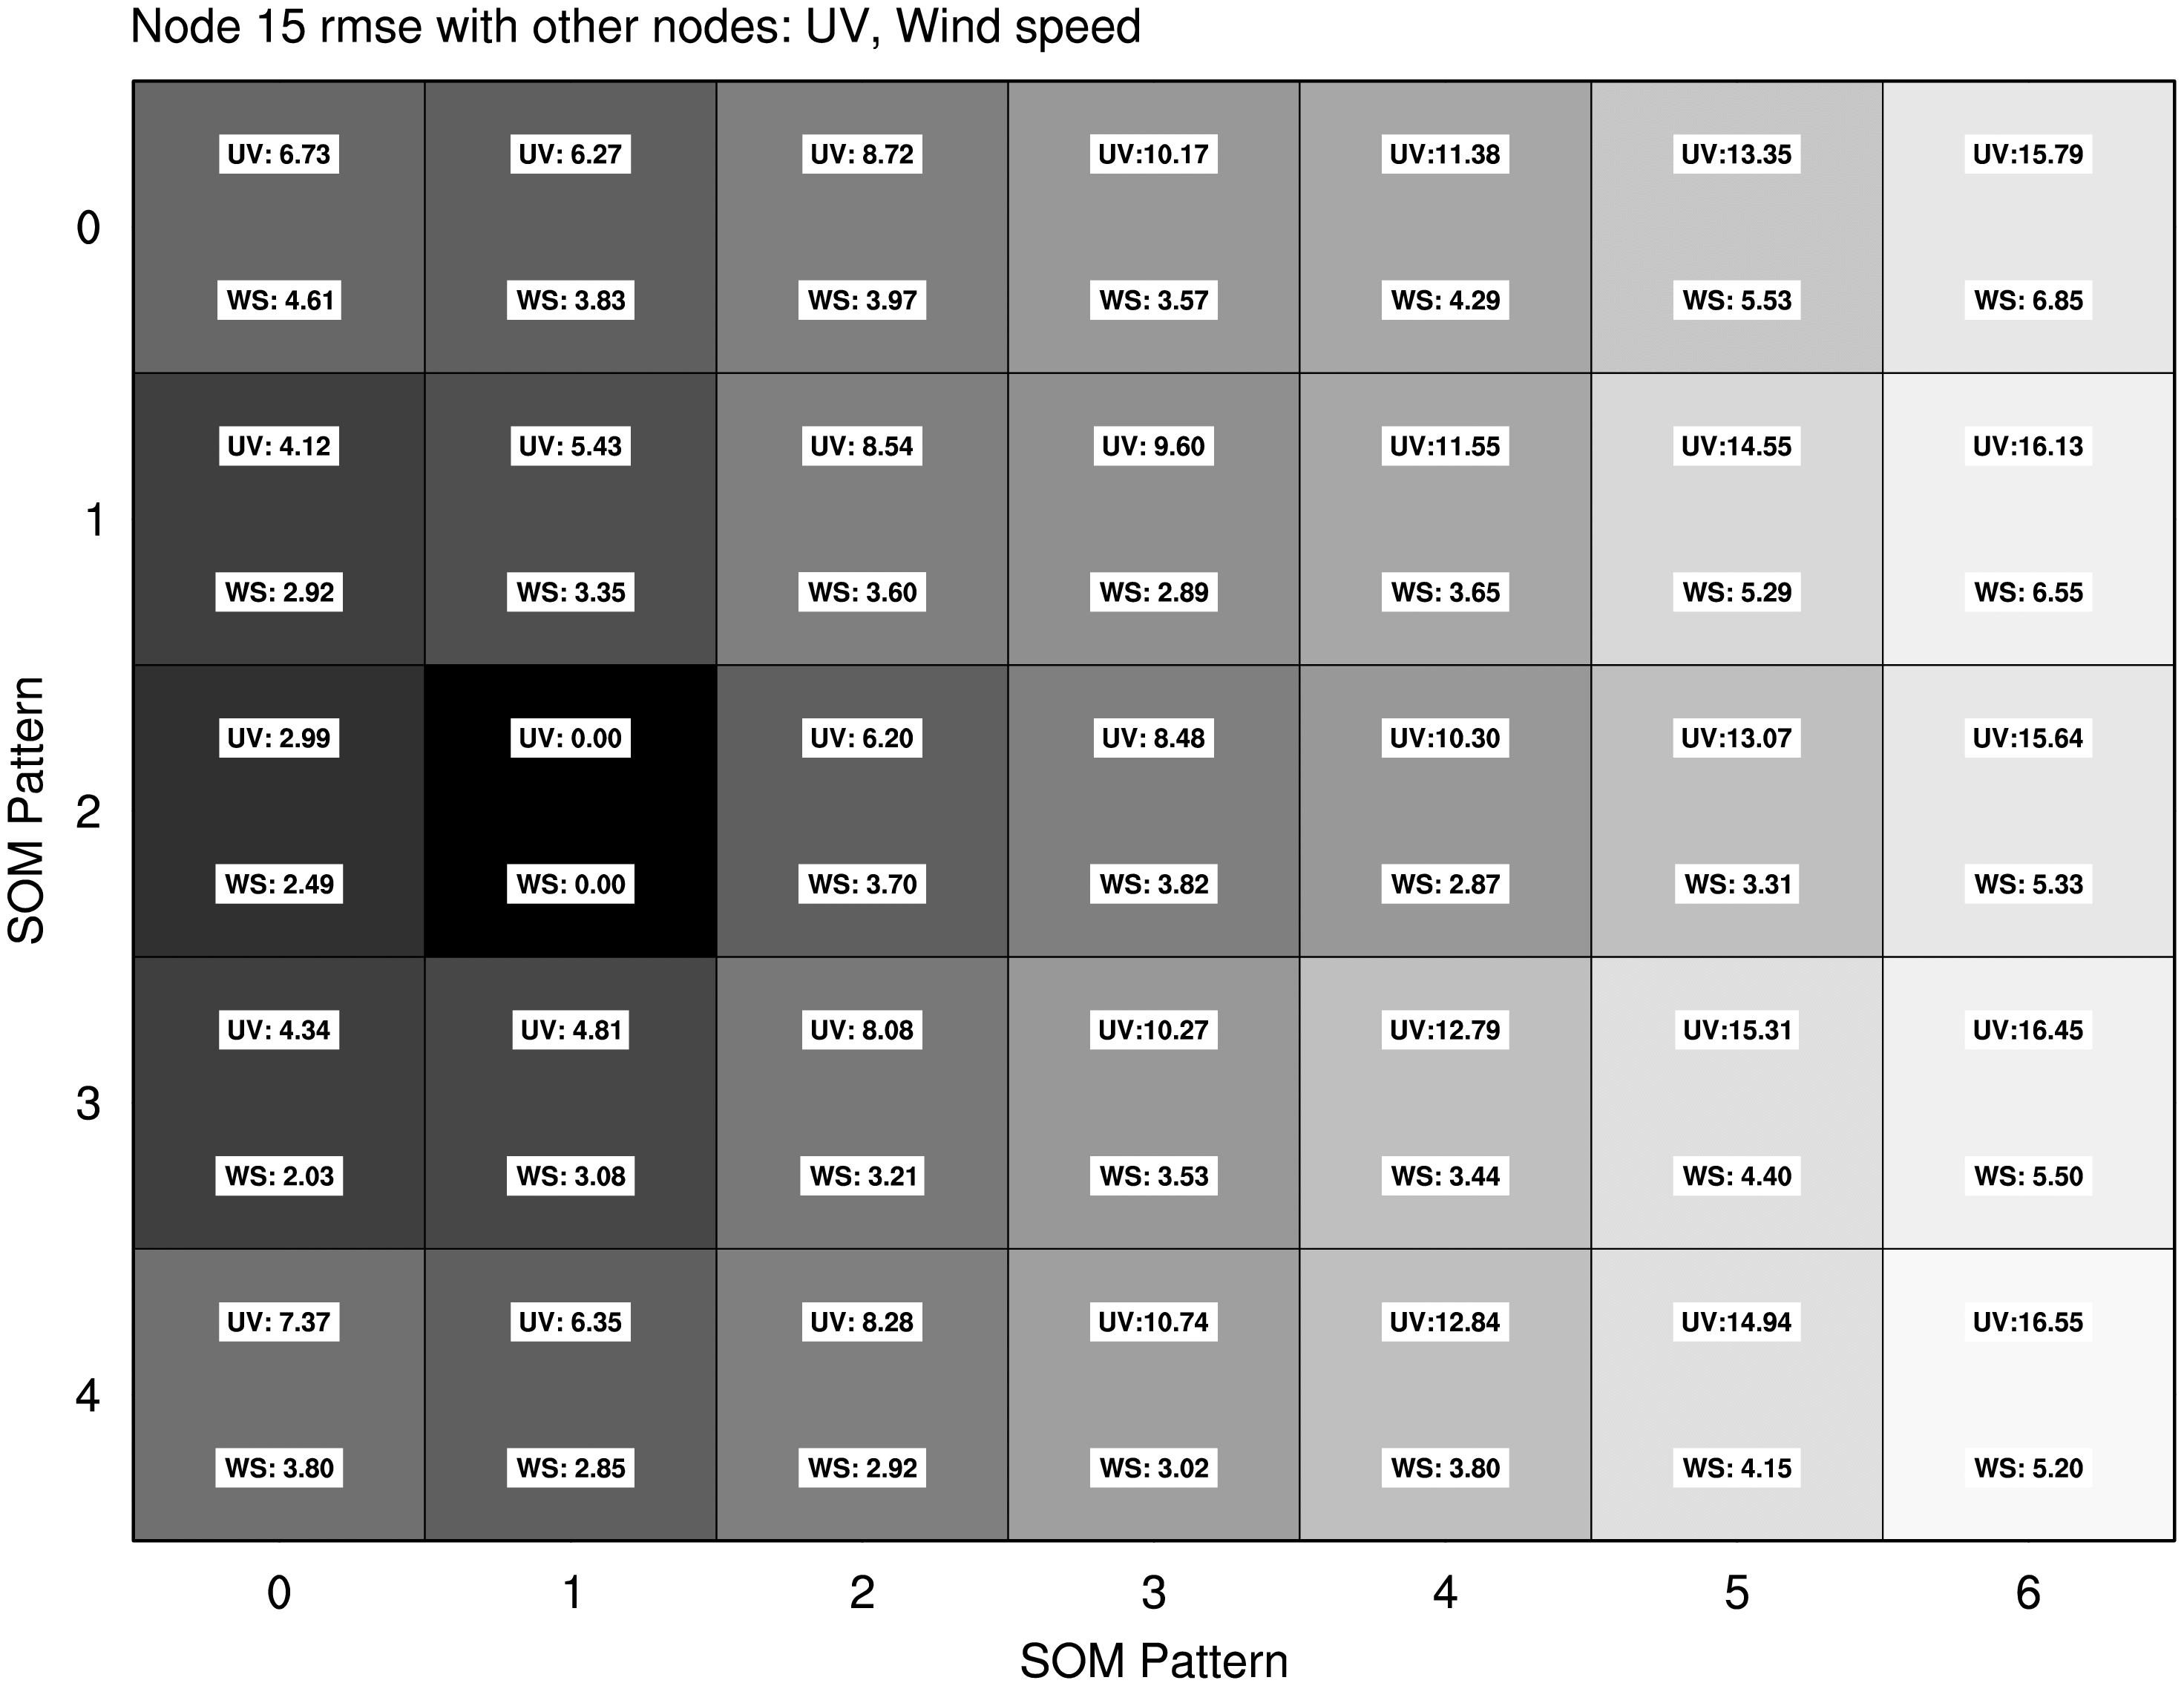 Node 15 rmse with other nodes: UV, Wind speed
UV: 6.73 UV: 6.27 UV: 8.72 UV:10.17 UV:11.38 UV:13.35 UV:15.79
0
WS: 4.61 WS: 3.83 WS: 3.97 WS: 3.57 WS: 4.29 WS: 5.53 WS: 6.85
UV: 4.12 UV: 5.43 UV: 8.54 UV: 9.60 UV:11.55 UV:14.55 UV:16.13
1
WS: 2.92 WS: 3.35 WS: 3.60 WS: 2.89 WS: 3.65 WS: 5.29 WS: 6.55
SOM Pattern
UV: 2.99 UV: 0.00 UV: 6.20 UV: 8.48 UV:10.30 UV:13.07 UV:15.64
2
WS: 2.49 WS: 0.00 WS: 3.70 WS: 3.82 WS: 2.87 WS: 3.31 WS: 5.33
UV: 4.34 UV: 4.81 UV: 8.08 UV:10.27 UV:12.79 UV:15.31 UV:16.45
3
WS: 2.03 WS: 3.08 WS: 3.21 WS: 3.53 WS: 3.44 WS: 4.40 WS: 5.50
UV: 7.37 UV: 6.35 UV: 8.28 UV:10.74 UV:12.84 UV:14.94 UV:16.55
4
WS: 3.80 WS: 2.85 WS: 2.92 WS: 3.02 WS: 3.80 WS: 4.15 WS: 5.20
0 1 2 3 4 5 6
SOM Pattern